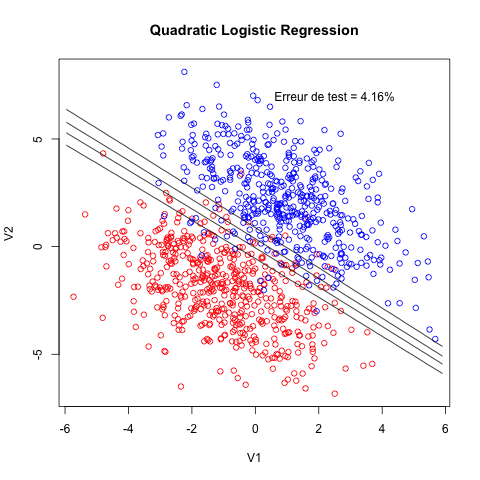 Quadratic Logistic Regression
Erreur de test = 4.16%
V2
5
0
-5
-6
-4
-2
0
2
4
6
V1